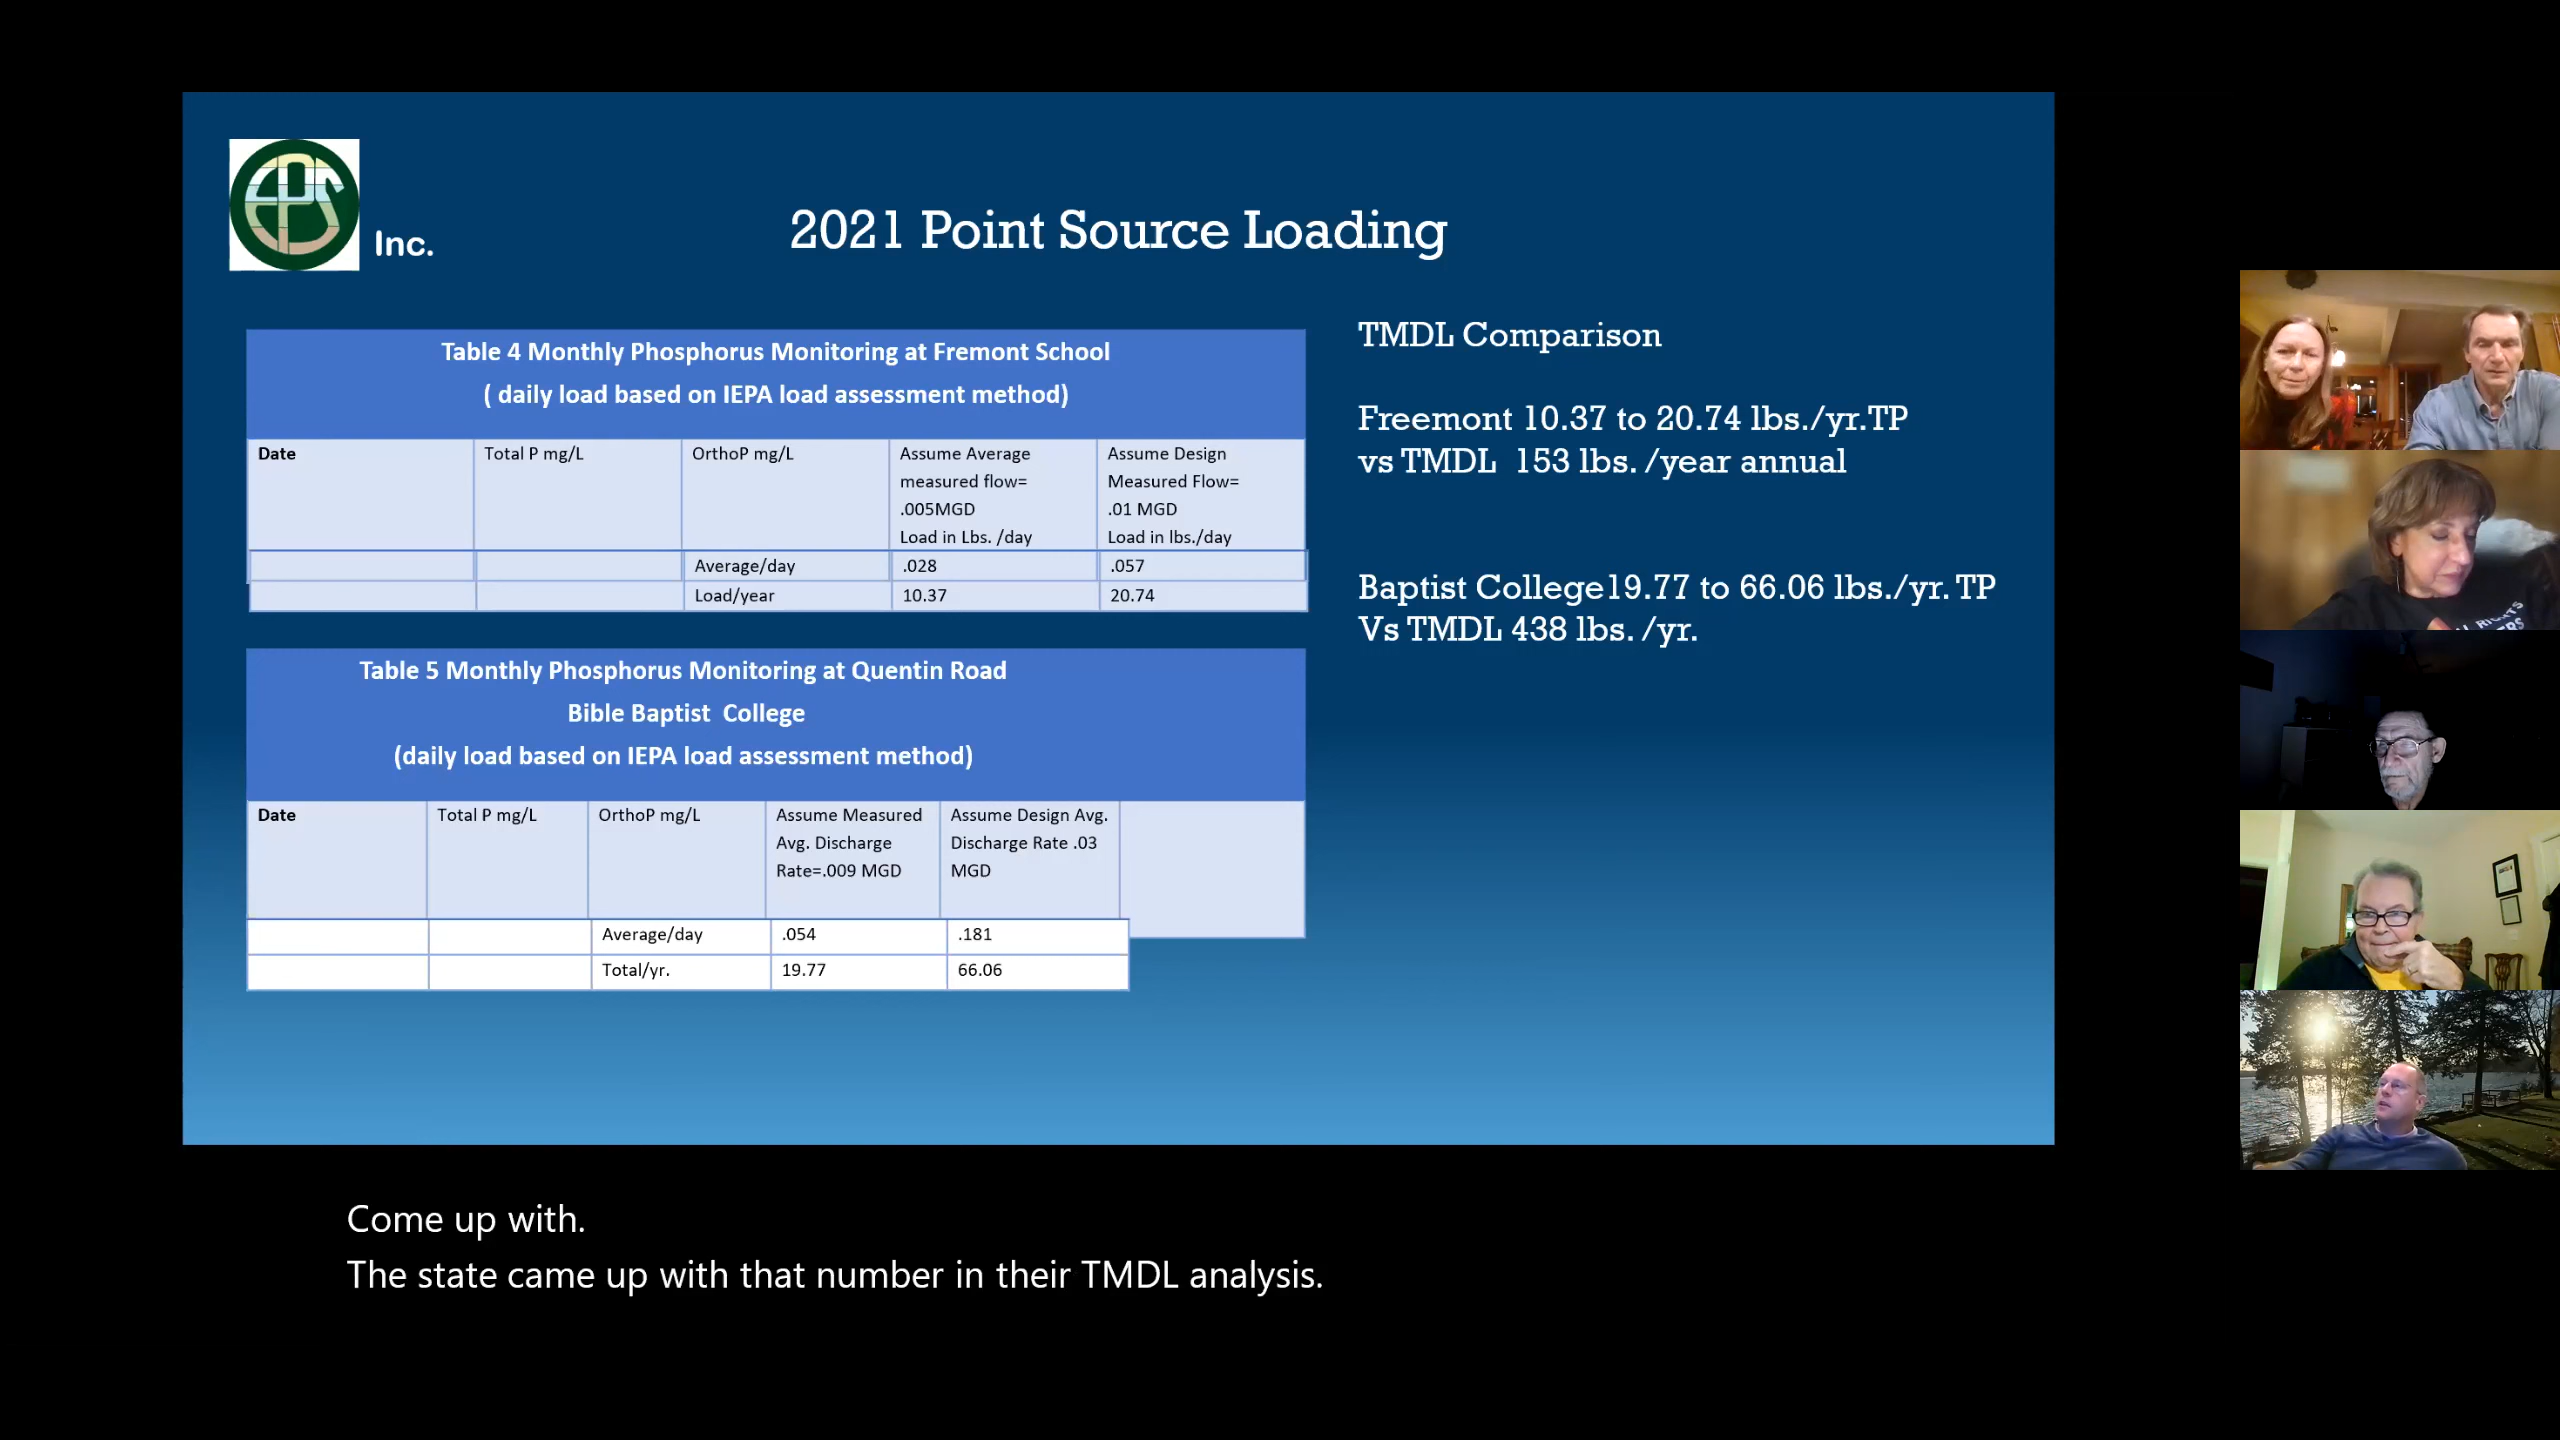 EPS
Inc.
2021 Point Source Loading
Table 4 Monthly Phosphorus Monitoring at Fremont School
( daily load based on IEPA load assessment method)
Date
Total P mg/L
OrthoP mg/L
Assume Average
measured flow=
.005MGD
Load in Lbs. /day
Assume Design
Measured Flow=
.01 MGD
Load in lbs./day
Average/day .028 .057
Load/year 10.37 20.74
Table 5 Monthly Phosphorus Monitoring at Quentin Road
Bible Baptist College
(daily load based on IEPA load assessment method)
Date
Total P mg/L
OrthoP mg/L
Assume Measured
Avg. Discharge
Rate=.009 MGD
Assume Design Avg.
Discharge Rate .03
MGD
Average/day .054 .181
Total/yr. 19.77 66.06
TMDL Comparison
Freemont 10.37 to 20.74 lbs./yr.TP
vs TMDL 153 lbs. /year annual
Baptist College19.77 to 66.06 lbs./yr. TP
Vs TMDL 438 lbs. /yr.
Come up with.
The state came up with that number in their TMDL analysis.